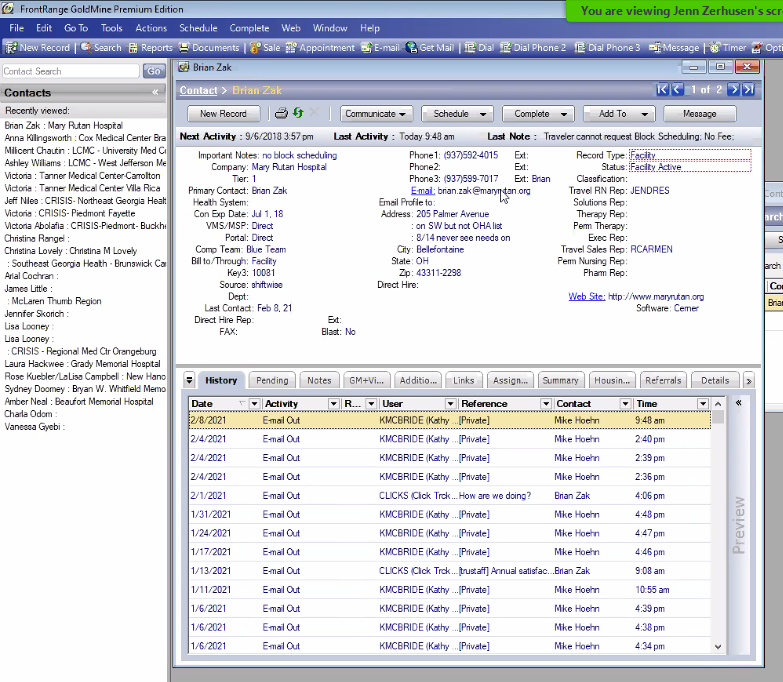 FrontRange GoldMine Premium Edition
You are viewing Jenn Zerhusen's scre
File Edit Go To Tools Actions Schedule Complete Web Window Help
New Record Search Reports Documents Sale Appointment E-mail Get Mail Dial Dial Phone 2 Dial Phone 3 Message Timer Opti
Contact Search Go
Contacts «
Recently viewed:
Brian Zak : Mary Rutan Hospital
Anna Killingsworth : Cox Medical Center Bra
Milicent Chautin : LCMC - University Med Ce
Ashley Williams : LCMC - West Jefferson Me
Victoria : Tanner Medical Center-Carrollton
Victoria : Tanner Medical Center Villa Rica
Jeff Niles : CRISIS- Northeast Georgia Healt
Victoria : CRISIS- Piedmont Fayette
Victoria Abolafia : CRISIS-Piedmont- Buckhe
Christina Rangel :
Christina Lovely : Christina M Lovely
: Southeast Georgia Health - Brunswick Ca
Arial Cochran :
James Little :
: McLaren Thumb Region
Jennifer Skorich :
Lisa Looney :
Lisa Looney :
: CRISIS - Regional Med Ctr Orangeburg
Laura Hackwee : Grady Memorial Hospital
Rose Kuebler/LaLisa Campbell : New Hano
Sydney Doomey : Bryan W. Whitfield Memo
Amber Neal : Beaufort Memorial Hospital
Charla Odom :
Vanessa Gyebi :
Brian Zak
Contact > Brian Zak 1 of 2
New Record Communicate Schedule Complete Add To Message
Next Activity : 9/6/2018 3:57 pm Last Activity : Today 9:48 am Last Note : Traveler cannot request Block Scheduling; No Fee;
Important Notes: no block scheduling Phone1: (937)592-4015 Ext: Record Type: Facility
Company: Mary Rutan Hospital Phone2: Ext: Status: Facility Active
Tier: 1 Phone3: (937)599-7017 Ext: Brian Classification:
Primary Contact: Brian Zak E-mail: brian.zak@maryrutan.org Travel RN Rep: JENDRES
Health System: Email Profile to: Solutions Rep:
Con Exp Date: Jul 1, 18 Address: 205 Palmer Avenue Therapy Rep:
VMS/MSP: Direct : on SW but not OHA list Perm Therapy:
Portal: Direct : 8/14 never see needs on Exec Rep:
Comp Team: Blue Team City: Bellefontaine Travel Sales Rep: RCARMEN
Bill to/Through: Facility State: OH Perm Nursing Rep:
Key3: 10081 Zip: 43311-2298 Pharm Rep:
Source: shiftwise Direct Hire:
Dept: Web Site: http://www.maryrutan.org
Last Contact: Feb 8, 21 Software: Cerner
Direct Hire Rep: Ext:
FAX: Blast: No
History Pending Notes GM+Vi... Additio... Links Assign... Summary Housin... Referrals Details »
Date Activity R... User Reference Contact Time «
2/8/2021 E-mail Out KMCBRIDE (Kathy ... [Private] Mike Hoehn 9:48 am
2/4/2021 E-mail Out KMCBRIDE (Kathy ... [Private] Mike Hoehn 2:40 pm
2/4/2021 E-mail Out KMCBRIDE (Kathy ... [Private] Mike Hoehn 2:39 pm
2/4/2021 E-mail Out KMCBRIDE (Kathy ... [Private] Mike Hoehn 2:36 pm
2/1/2021 E-mail Out CLICKS (Click Trck... How are we doing? Brian Zak 4:06 pm
1/31/2021 E-mail Out KMCBRIDE (Kathy ... [Private] Mike Hoehn 4:48 pm
1/24/2021 E-mail Out KMCBRIDE (Kathy ... [Private] Mike Hoehn 4:47 pm
1/17/2021 E-mail Out KMCBRIDE (Kathy ... [Private] Mike Hoehn 4:46 pm
1/13/2021 E-mail Out CLICKS (Click Trck... [trustaff] Annual satisfac... Brian Zak 9:08 am
1/11/2021 E-mail Out KMCBRIDE (Kathy ... [Private] Mike Hoehn 10:55 am
1/6/2021 E-mail Out KMCBRIDE (Kathy ... [Private] Mike Hoehn 4:39 pm
1/6/2021 E-mail Out KMCBRIDE (Kathy ... [Private] Mike Hoehn 4:38 pm
1/6/2021 E-mail Out KMCBRIDE (Kathy ... [Private] Mike Hoehn 4:34 pm
Preview